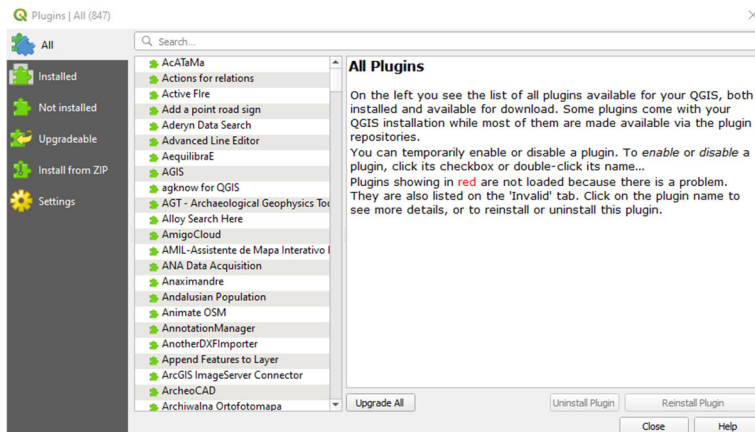 Plugins | All (847)
All
Installed
Not installed
Upgradeable
Install from ZIP
Settings
Search...
AcATaMa
Actions for relations
Active FIre
Add a point road sign
Aderyn Data Search
Advanced Line Editor
AequilibraE
AGIS
agknow for QGIS
AGT - Archaeological Geophysics Too
Alloy Search Here
AmigoCloud
AMIL-Assistente de Mapa Interativo
ANA Data Acquisition
Anaximandre
Andalusian Population
Animate OSM
AnnotationManager
AnotherDXFImporter
Append Features to Layer
ArcGIS ImageServer Connector
ArcheoCAD
Archiwalna Ortofotomapa
All Plugins
On the left you see the list of all plugins available for your QGIS, both
installed and available for download. Some plugins come with your
QGIS installation while most of them are made available via the plugin
repositories.
You can temporarily enable or disable a plugin. To enable or disable a
plugin, click its checkbox or double-click its name...
Plugins showing in red are not loaded because there is a problem.
They are also listed on the 'Invalid' tab. Click on the plugin name to
see more details, or to reinstall or uninstall this plugin.
Upgrade All
Uninstall Plugin
Reinstall Plugin
Close
Help